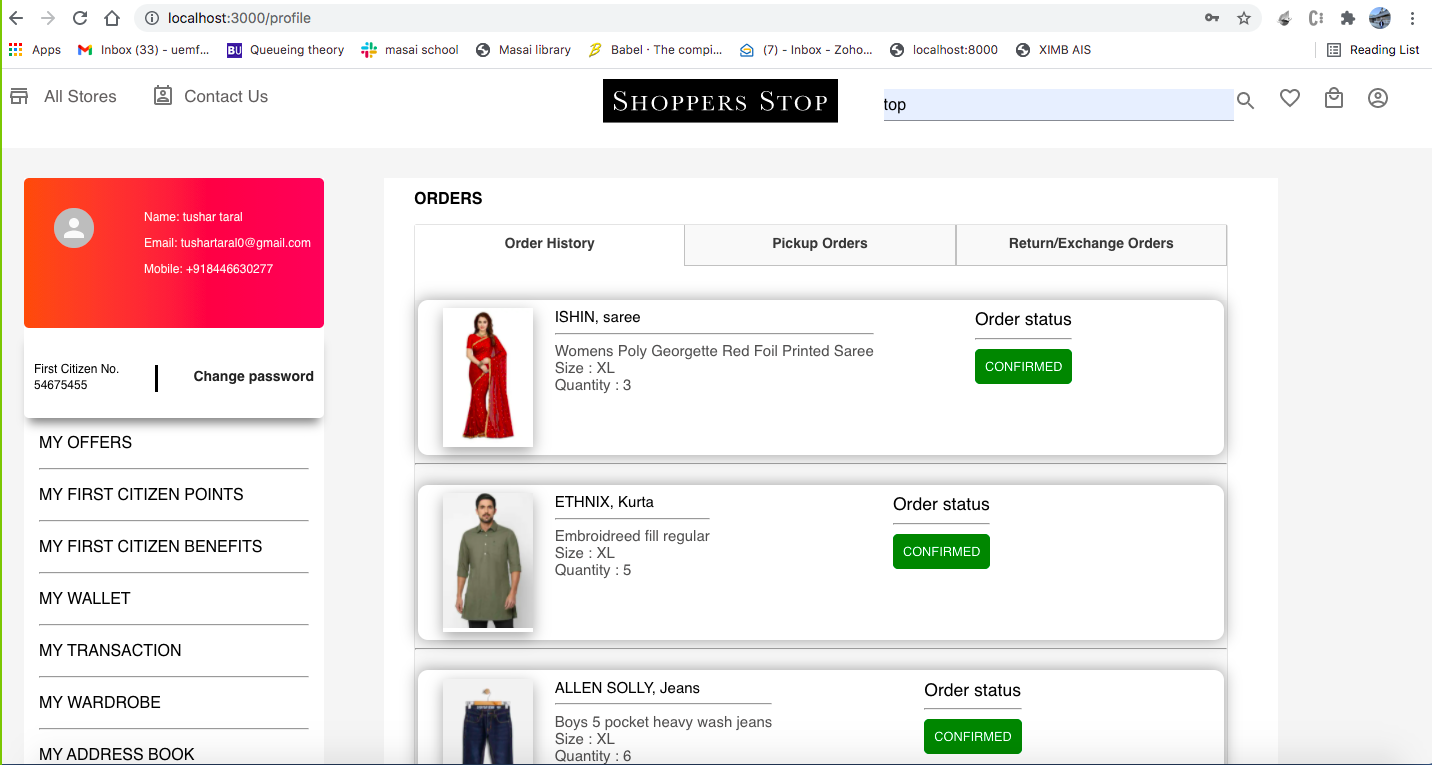 localhost:3000/profile
Apps
Inbox (33) - uemf...
BU Queueing theory
masai school
Masai library
Babel · The compi...
(7) - Inbox - Zoho...
localhost:8000
XIMB AIS
Reading List
All Stores
Contact Us
SHOPPERS STOP
top
Name: tushar taral
Email: tushartaral0@gmail.com
Mobile: +918446630277
First Citizen No.
54675455
Change password
MY OFFERS
MY FIRST CITIZEN POINTS
MY FIRST CITIZEN BENEFITS
MY WALLET
MY TRANSACTION
MY WARDROBE
MY ADDRESS BOOK
ORDERS
Order History
Pickup Orders
Return/Exchange Orders
ISHIN, saree
Womens Poly Georgette Red Foil Printed Saree
Size : XL
Quantity : 3
Order status
CONFIRMED
ETHNIX, Kurta
Embroidreed fill regular
Size : XL
Quantity : 5
Order status
CONFIRMED
ALLEN SOLLY, Jeans
Boys 5 pocket heavy wash jeans
Size : XL
Quantity : 6
Order status
CONFIRMED